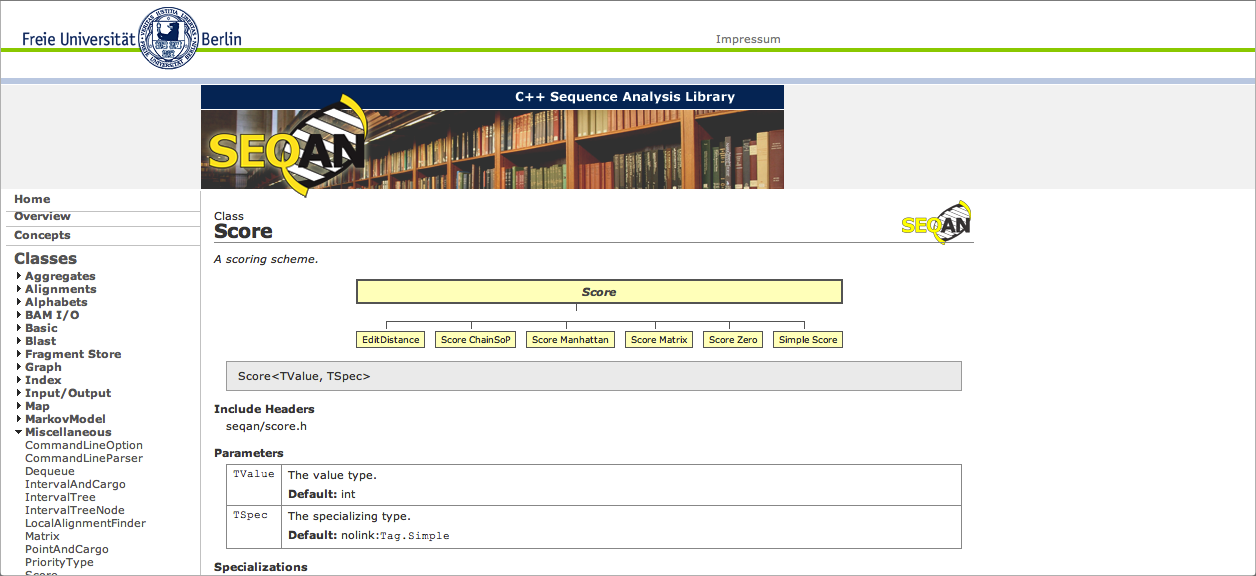 Freie Universität Berlin
Impressum
C++ Sequence Analysis Library
SEQAN
Home
Overview
Concepts
Classes
Aggregates
Alignments
Alphabets
BAM I/O
Basic
Blast
Fragment Store
Graph
Index
Input/Output
Map
MarkovModel
Miscellaneous
CommandLineOption
CommandLineParser
Dequeue
IntervalAndCargo
IntervalTree
IntervalTreeNode
LocalAlignmentFinder
Matrix
PointAndCargo
PriorityType
Score
Class
Score
SEQAN
A scoring scheme.
Score
EditDistance Score ChainSoP Score Manhattan Score Matrix Score Zero Simple Score
Score<TValue, TSpec>
Include Headers
seqan/score.h
Parameters
TValue The value type.
Default: int
TSpec The specializing type.
Default: nolink:Tag.Simple
Specializations